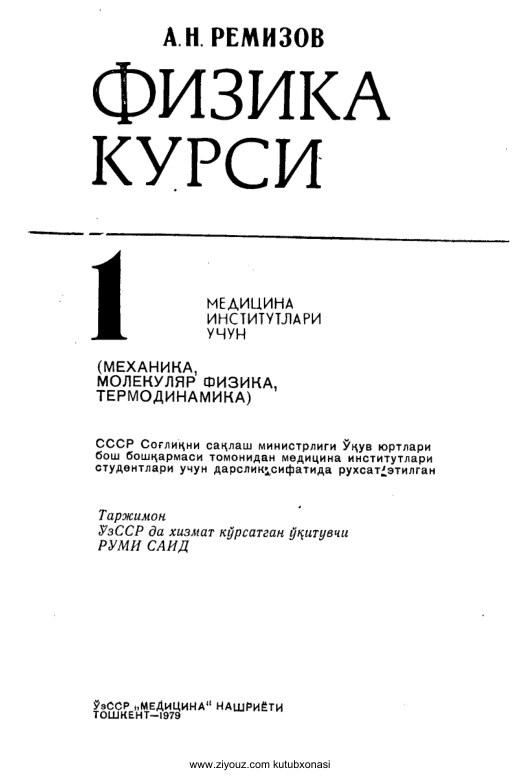 А.Н. РЕМИЗОВ
ФИЗИКА
КУРСИ
1
МЕДИЦИНА
ИНСТИТУТЛАРИ
УЧУН
(МЕХАНИКА,
МОЛЕКУЛЯР ФИЗИКА,
ТЕРМОДИНАМИКА)
СССР Соғлиқни сақлаш министрлиги Ўқув юртлари
бош бошқармаси томонидан медицина институтлари
студентлари учун дарслик сифатида рухсат этилган
Таржимон
ЎзССР да хизмат кўрсатган ўқитувчи
РУМИ САИД
ЎзССР „МЕДИЦИНА“ НАШРИЁТИ
ТОШКЕНТ—1979
www.ziyouz.com kutubxonasi